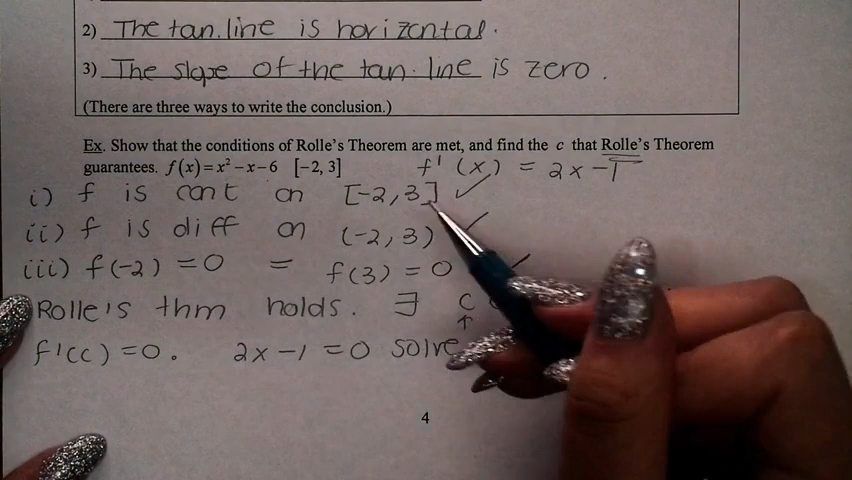 2) The tan. line is horizontal.
3) The slope of the tan. line is zero.
(There are three ways to write the conclusion.)
Ex. Show that the conditions of Rolle's Theorem are met, and find the c that Rolle's Theorem
guarantees. f(x) = x² − x − 6 [−2, 3] f'(x) = 2x − 1
i) f is cont on [-2, 3] ✓
ii) f is diff on (-2, 3) ✓
iii) f(-2) = 0 = f(3) = 0 ✓
Rolle's thm holds. ∃ c
↑
f'(c) = 0. 2x - 1 = 0 solve
4